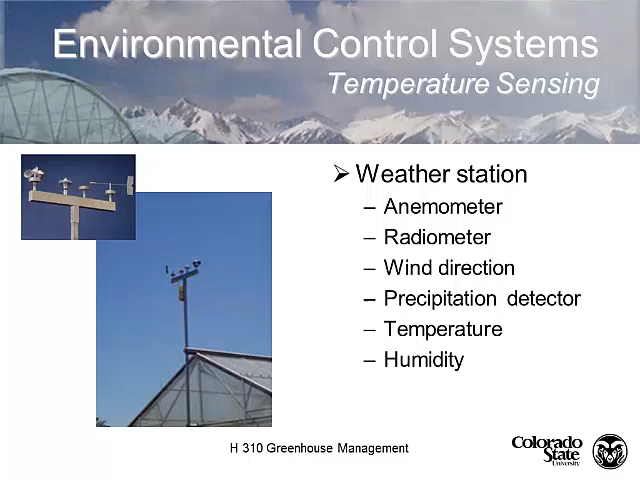 Environmental Control Systems
Temperature Sensing
➢ Weather station
– Anemometer
– Radiometer
– Wind direction
– Precipitation detector
– Temperature
– Humidity
H 310 Greenhouse Management
Colorado
State
University